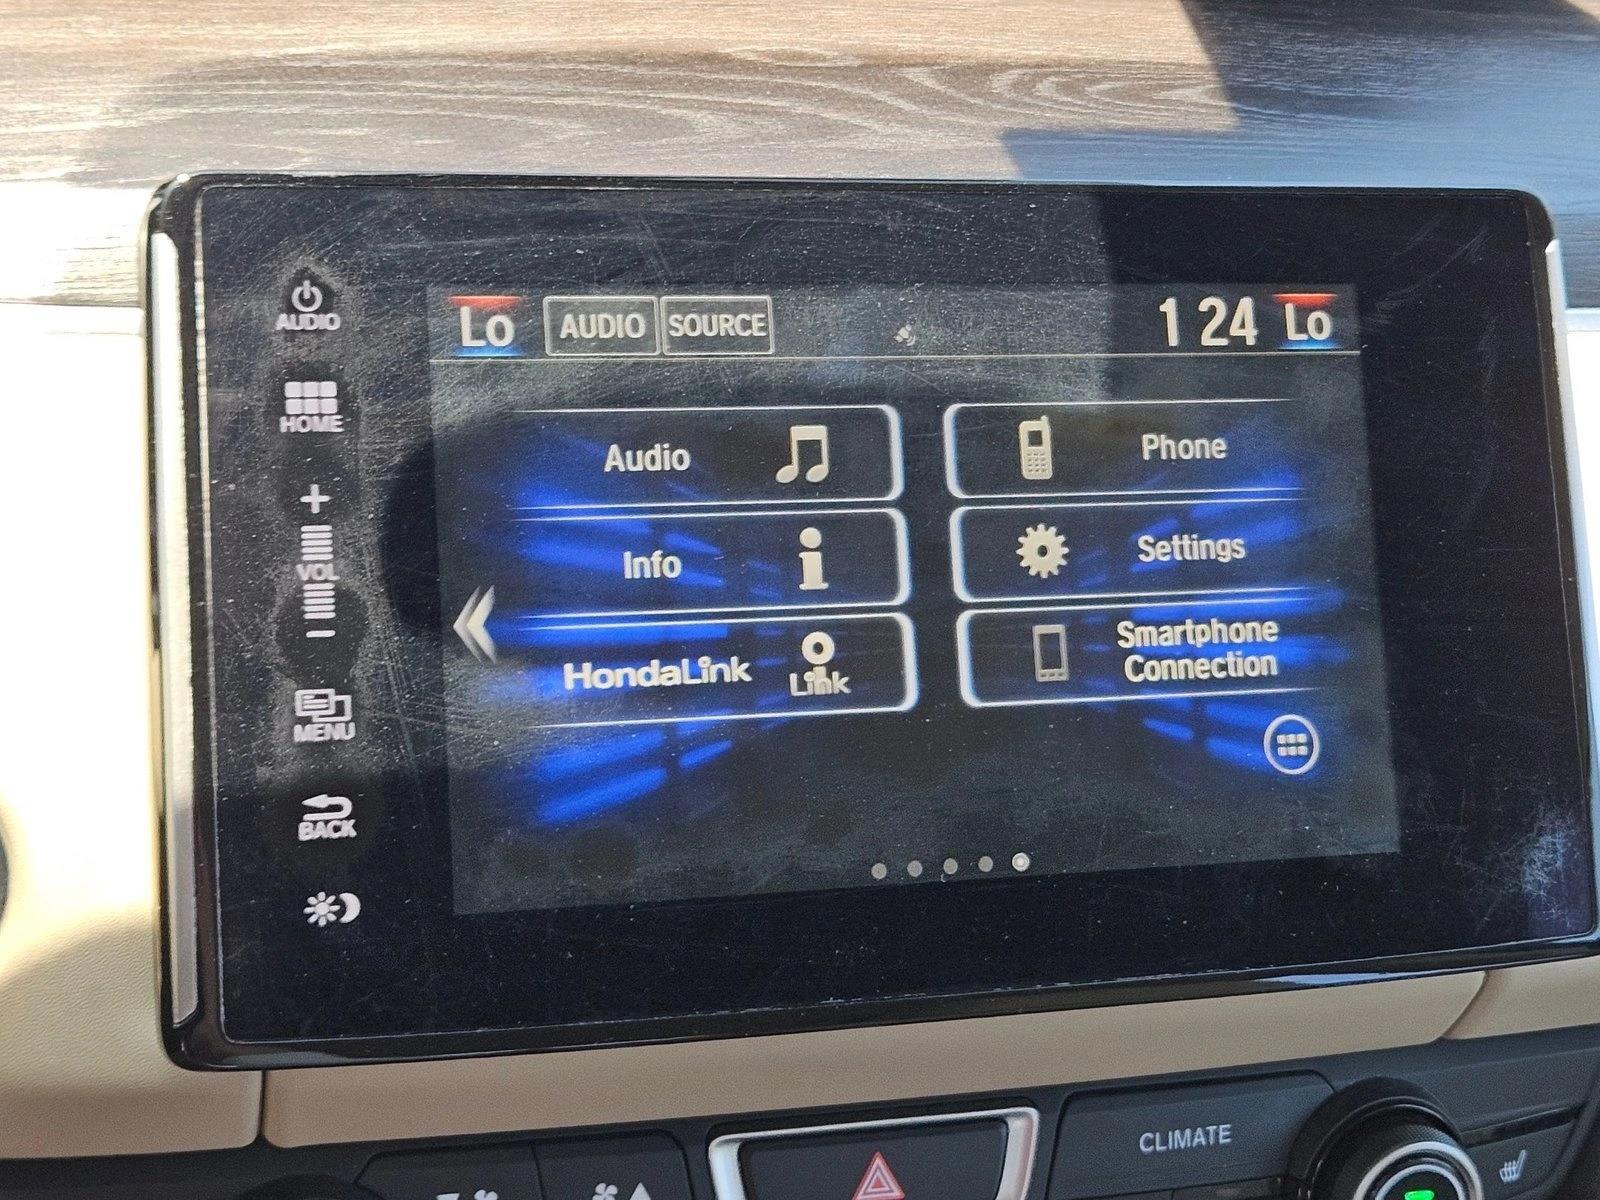 AUDIO
HOME
+
VOL
-
MENU
BACK
Lo AUDIO SOURCE 1 24 Lo
Audio
Phone
Info
Settings
HondaLink
Link
Smartphone
Connection
CLIMATE